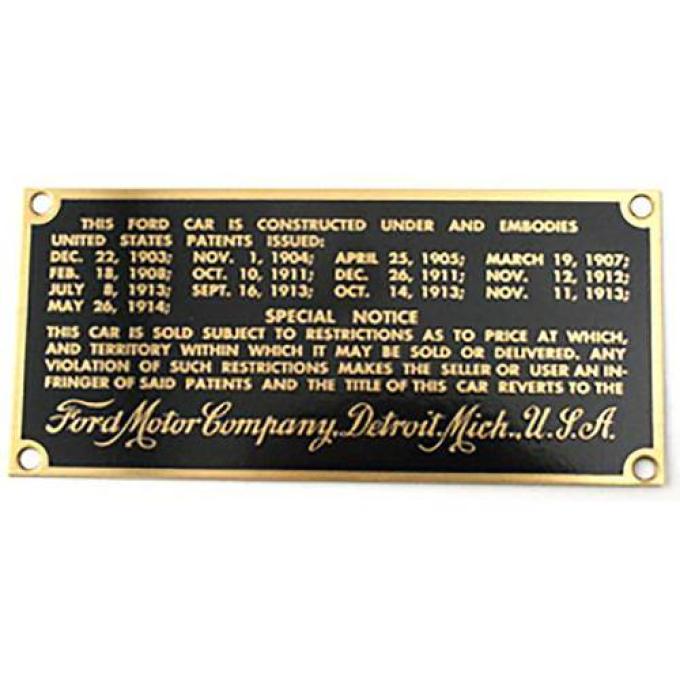 THIS FORD CAR IS CONSTRUCTED UNDER AND EMBODIES
UNITED STATES PATENTS ISSUED:
DEC. 22, 1903; NOV. 1, 1904; APRIL 25, 1905; MARCH 19, 1907;
FEB. 18, 1908; OCT. 10, 1911; DEC. 26, 1911; NOV. 12, 1912;
JULY 8, 1913; SEPT. 16, 1913; OCT. 14, 1913; NOV. 11, 1913;
MAY 26, 1914;
SPECIAL NOTICE
THIS CAR IS SOLD SUBJECT TO RESTRICTIONS AS TO PRICE AT WHICH,
AND TERRITORY WITHIN WHICH IT MAY BE SOLD OR DELIVERED. ANY
VIOLATION OF SUCH RESTRICTIONS MAKES THE SELLER OR USER AN IN-
FRINGER OF SAID PATENTS AND THE TITLE OF THIS CAR REVERTS TO THE
Ford Motor Company, Detroit, Mich., U.S.A.